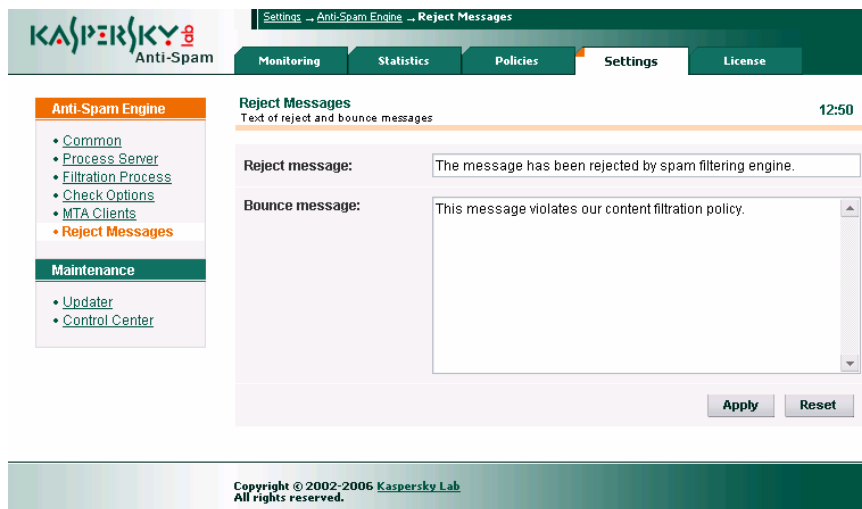 Settings → Anti-Spam Engine → Reject Messages
KASPERSKY lab
Anti-Spam
Monitoring Statistics Policies Settings License
Anti-Spam Engine
• Common
• Process Server
• Filtration Process
• Check Options
• MTA Clients
• Reject Messages
Maintenance
• Updater
• Control Center
Reject Messages
12:50
Text of reject and bounce messages
Reject message: The message has been rejected by spam filtering engine.
Bounce message: This message violates our content filtration policy.
Apply Reset
Copyright © 2002-2006 Kaspersky Lab
All rights reserved.